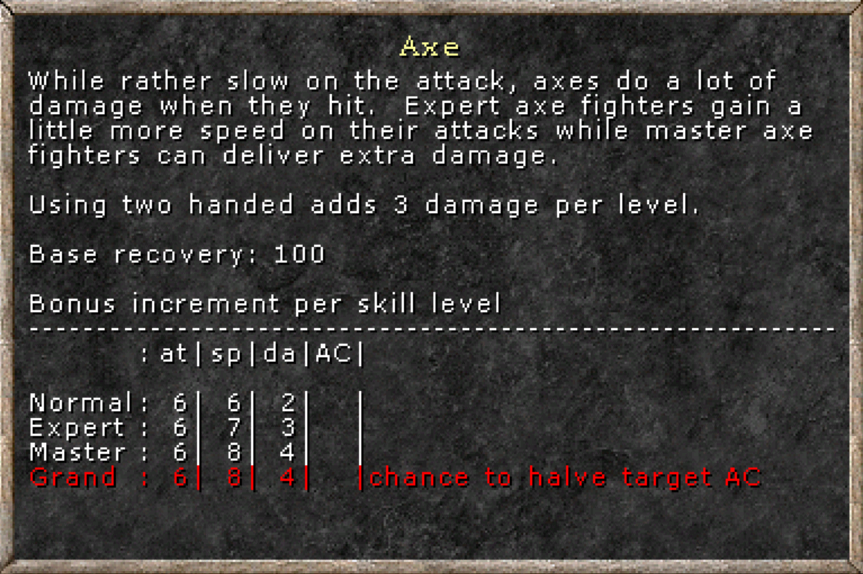 Axe
While rather slow on the attack, axes do a lot of
damage when they hit.  Expert axe fighters gain a
little more speed on their attacks while master axe
fighters can deliver extra damage.
Using two handed adds 3 damage per level.
Base recovery: 100
Bonus increment per skill level
------------------------------------------------------------
: at| sp|da|AC|
Normal: 6| 6| 2| |
Expert : 6| 7| 3| |
Master : 6| 8| 4| |
Grand : 6| 8| 4| |chance to halve target AC